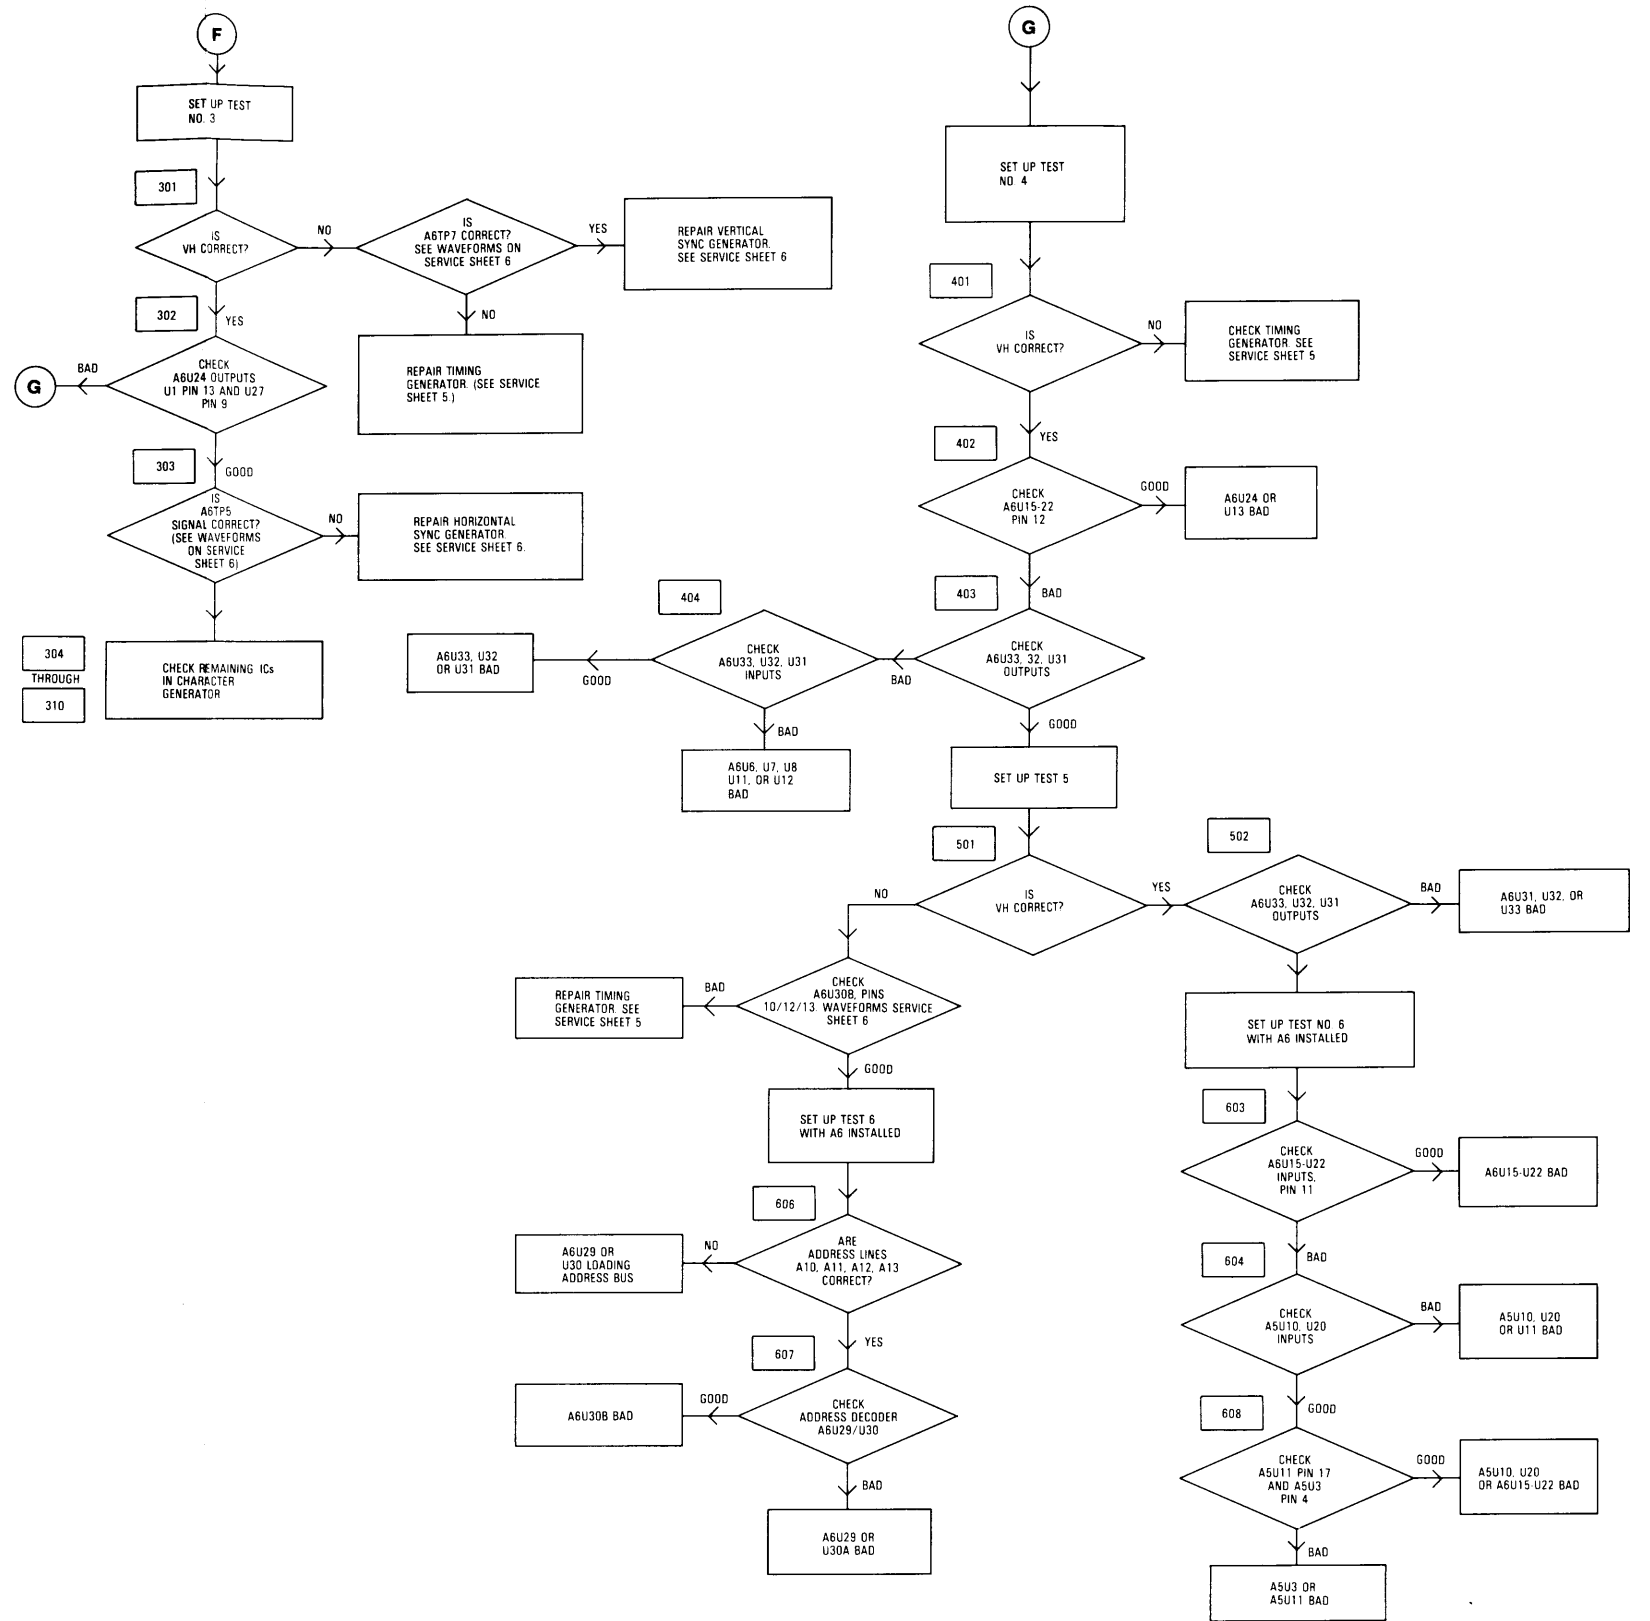 F
SET UP TEST
NO. 3
301
IS
VH CORRECT?
NO
IS
A6TP7 CORRECT?
SEE WAVEFORMS ON
SERVICE SHEET 6
YES
REPAIR VERTICAL
SYNC GENERATOR.
SEE SERVICE SHEET 6
NO
REPAIR TIMING
GENERATOR. (SEE SERVICE
SHEET 5.)
302
YES
CHECK
A6U24 OUTPUTS
U1 PIN 13 AND U27
PIN 9
BAD
G
303
GOOD
IS
A6TP5
SIGNAL CORRECT?
(SEE WAVEFORMS
ON SERVICE
SHEET 6)
NO
REPAIR HORIZONTAL
SYNC GENERATOR.
SEE SERVICE SHEET 6.
304
THROUGH
310
CHECK REMAINING ICs
IN CHARACTER
GENERATOR
G
SET UP TEST
NO. 4
401
IS
VH CORRECT?
NO
CHECK TIMING
GENERATOR. SEE
SERVICE SHEET 5
402
YES
CHECK
A6U15-22
PIN 12
GOOD
A6U24 OR
U13 BAD
403
BAD
CHECK
A6U33, 32, U31
OUTPUTS
BAD
404
CHECK
A6U33, U32, U31
INPUTS
GOOD
A6U33, U32
OR U31 BAD
BAD
A6U6, U7, U8
U11, OR U12
BAD
GOOD
SET UP TEST 5
501
IS
VH CORRECT?
NO
YES
502
CHECK
A6U33, U32, U31
OUTPUTS
BAD
A6U31, U32, OR
U33 BAD
CHECK
A6U30B, PINS
10/12/13. WAVEFORMS SERVICE
SHEET 6
BAD
REPAIR TIMING
GENERATOR. SEE
SERVICE SHEET 5
GOOD
SET UP TEST 6
WITH A6 INSTALLED
606
ARE
ADDRESS LINES
A10, A11, A12, A13
CORRECT?
NO
A6U29 OR
U30 LOADING
ADDRESS BUS
YES
607
CHECK
ADDRESS DECODER
A6U29/U30
GOOD
A6U30B BAD
BAD
A6U29 OR
U30A BAD
SET UP TEST NO. 6
WITH A6 INSTALLED
603
CHECK
A6U15-U22
INPUTS,
PIN 11
GOOD
A6U15-U22 BAD
BAD
604
CHECK
A5U10, U20
INPUTS
BAD
A5U10, U20
OR U11 BAD
GOOD
608
CHECK
A5U11 PIN 17
AND A5U3
PIN 4
GOOD
A5U10, U20
OR A6U15-U22 BAD
BAD
A5U3 OR
A5U11 BAD